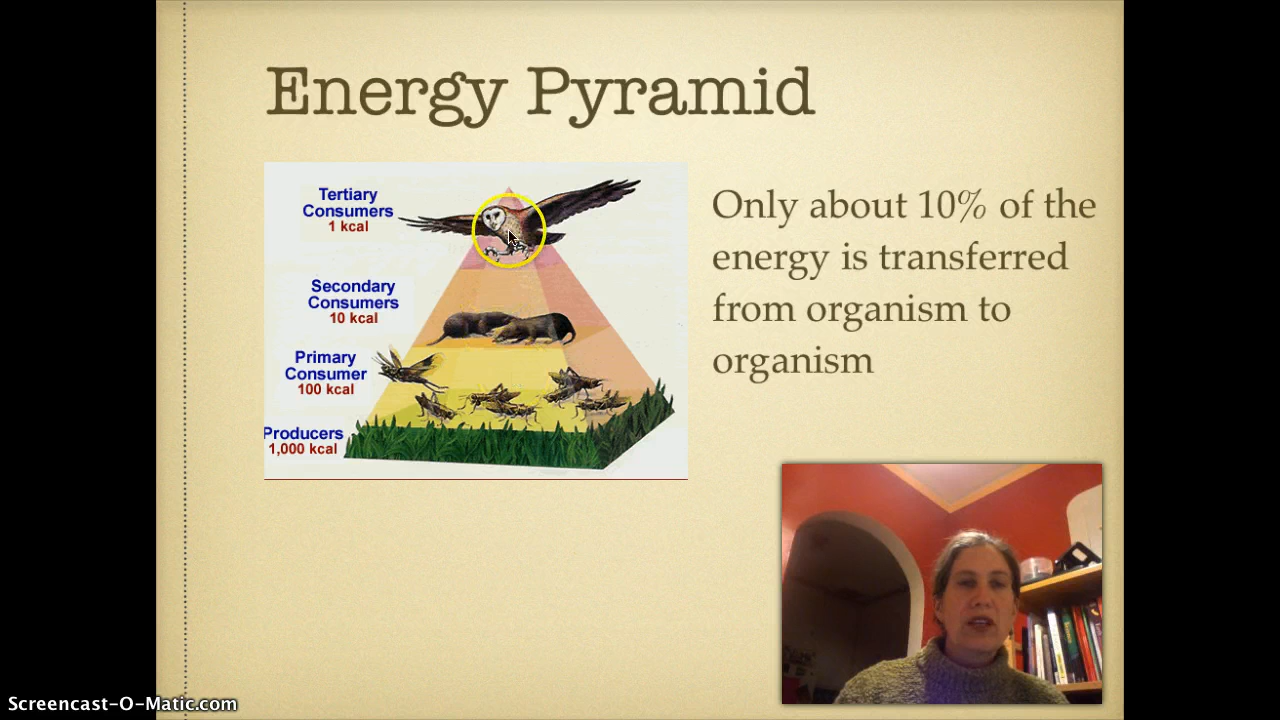 Energy Pyramid
Tertiary
Consumers
1 kcal
Secondary
Consumers
10 kcal
Primary
Consumer
100 kcal
Producers
1,000 kcal
Only about 10% of the
energy is transferred
from organism to
organism
Screencast-O-Matic.com